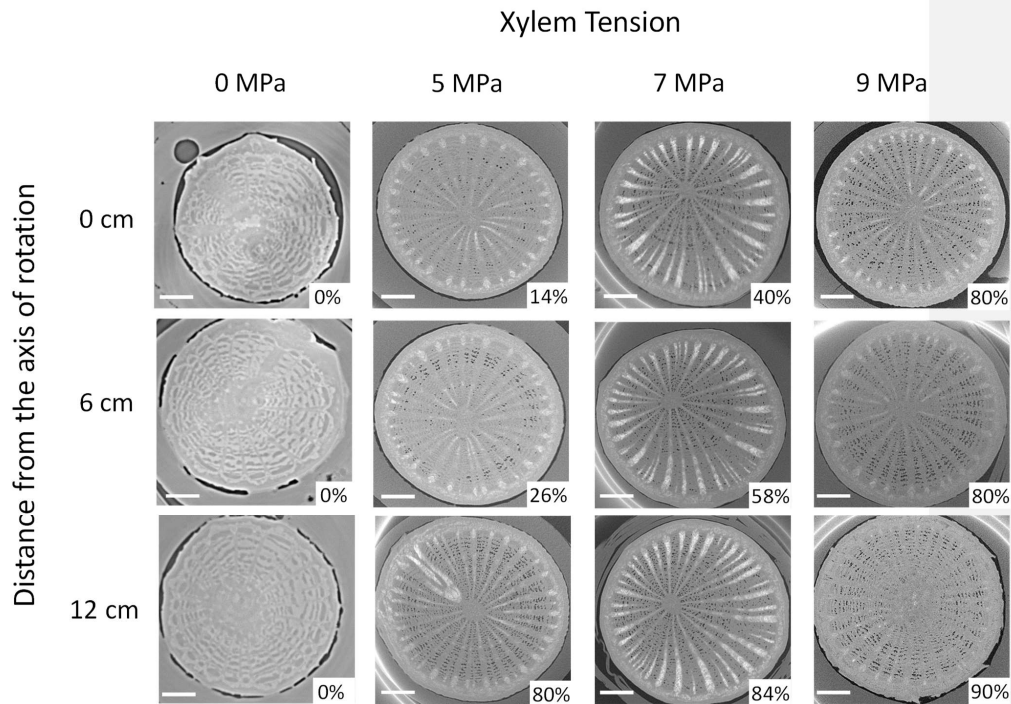 Xylem Tension
0 MPa 5 MPa 7 MPa 9 MPa
Distance from the axis of rotation
0 cm
0% 14% 40% 80%
6 cm
0% 26% 58% 80%
12 cm
0% 80% 84% 90%